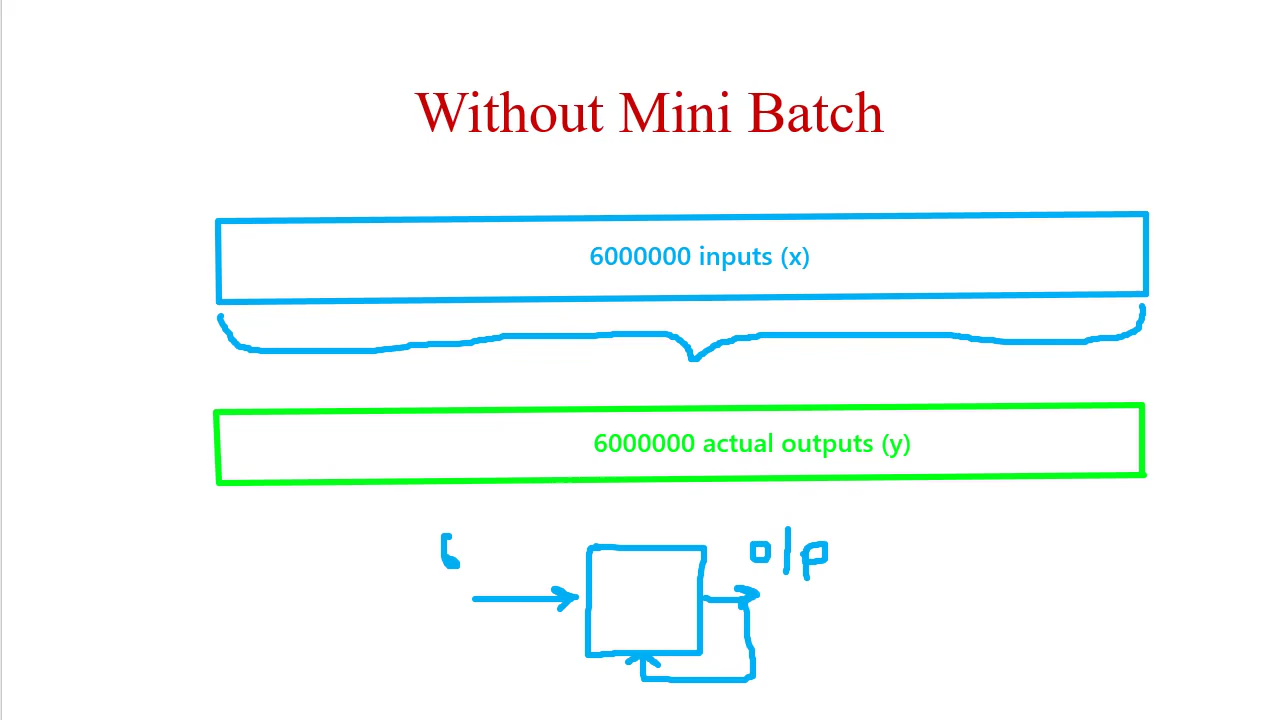 Without Mini Batch
6000000 inputs (x)
6000000 actual outputs (y)
o/p